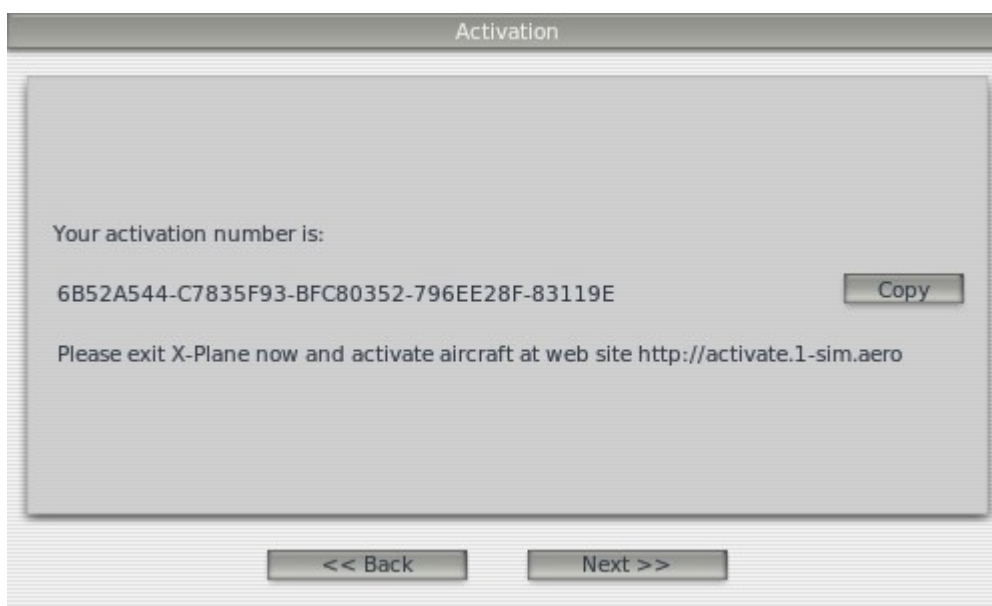 Activation
Your activation number is:
6B52A544-C7835F93-BFC80352-796EE28F-83119E
Copy
Please exit X-Plane now and activate aircraft at web site http://activate.1-sim.aero
<< Back
Next >>